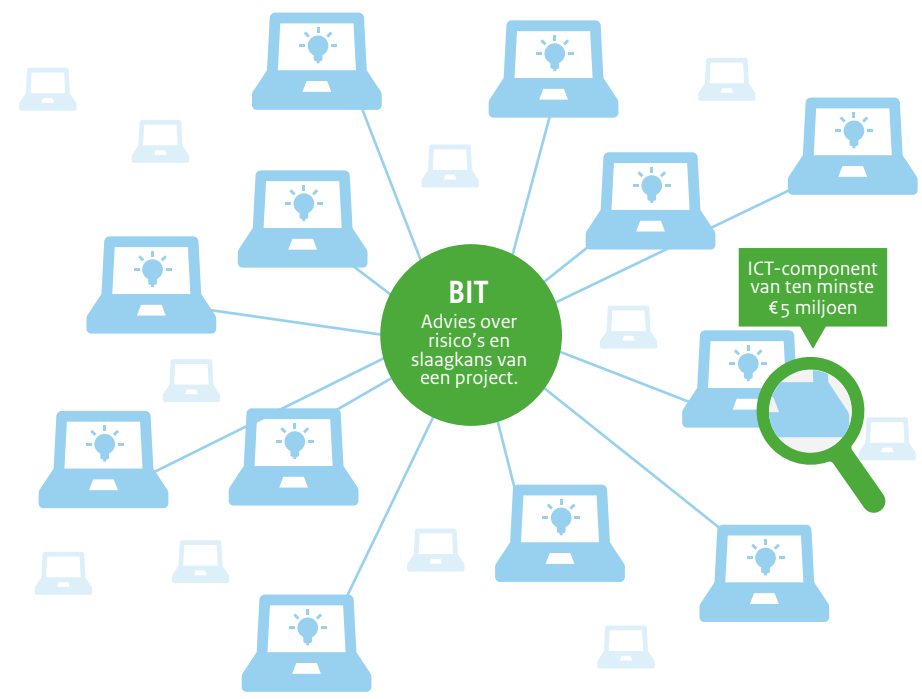 BIT
Advies over
risico's en
slaagkans van
een project.
ICT-component
van ten minste
€5 miljoen